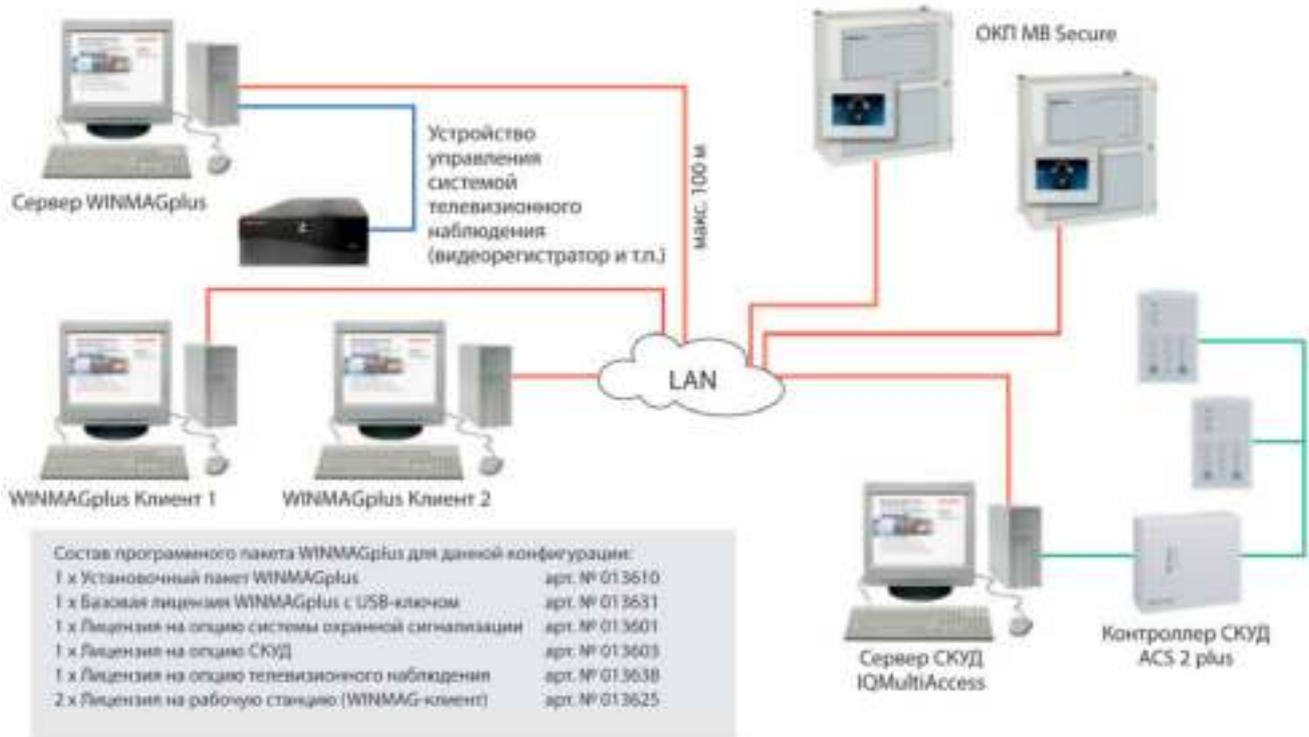 ОКП MB Secure
Устройство
управления
системой
телевизионного
наблюдения
(видеорегистратор и т.п.)
макс. 100 м
Сервер WINMAGplus
LAN
WINMAGplus Клиент 1
WINMAGplus Клиент 2
Состав программного пакета WINMAGplus для данной конфигурации:
1 x Установочный пакет WINMAGplus арт. № 013610
1 x Базовая лицензия WINMAGplus с USB-ключом арт. № 013631
1 x Лицензия на опцию системы охранной сигнализации арт. № 013601
1 x Лицензия на опцию СКУД арт. № 013603
1 x Лицензия на опцию телевизионного наблюдения арт. № 013638
2 x Лицензия на рабочую станцию (WINMAG-клиент) арт. № 013625
Сервер СКУД
IQMultiAccess
Контроллер СКУД
ACS 2 plus